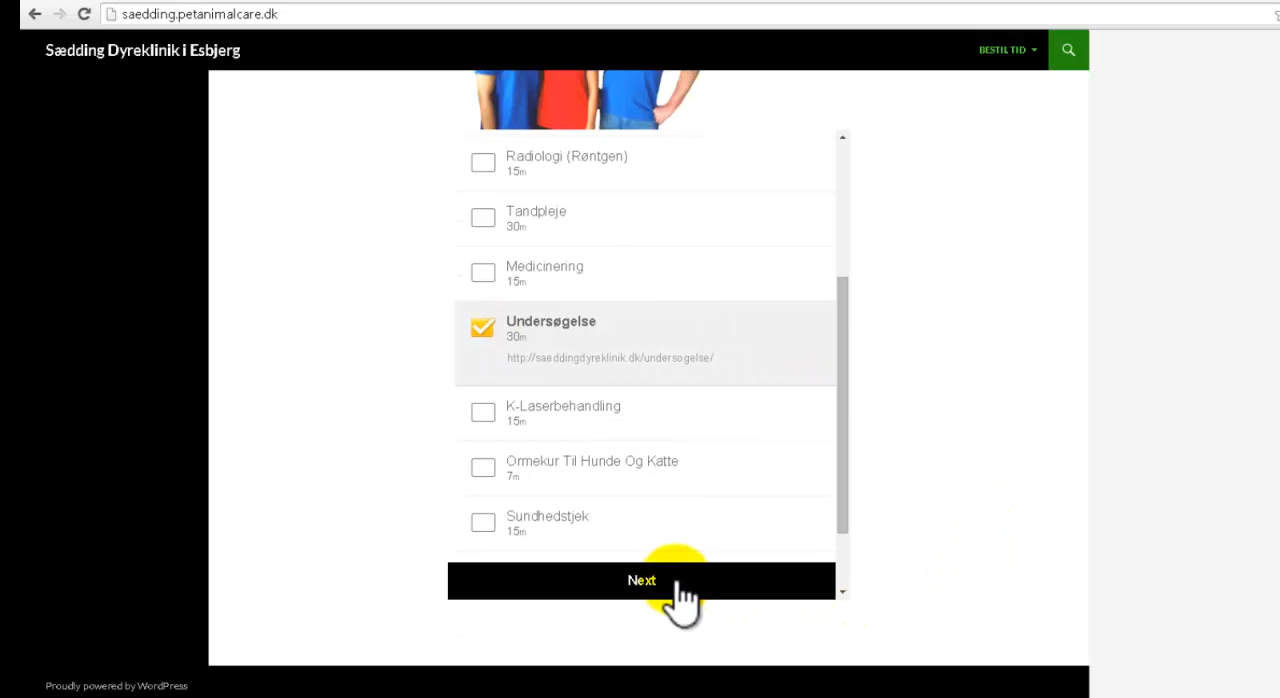 saedding.petanimalcare.dk
Sædding Dyreklinik i Esbjerg
BESTIL TID
Radiologi (Røntgen)
15m
Tandpleje
30m
Medicinering
15m
Undersøgelse
30m
http://saeddingdyreklinik.dk/undersogelse/
K-Laserbehandling
15m
Ormekur Til Hunde Og Katte
7m
Sundhedstjek
15m
Next
Proudly powered by WordPress